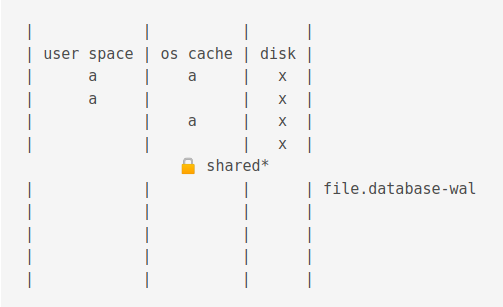 |            |          |      |
| user space | os cache | disk |
|      a     |    a     |   x  |
|      a     |          |   x  |
|            |    a     |   x  |
|            |          |   x  |
🔒 shared*
|            |          |      | file.database-wal
|            |          |      |
|            |          |      |
|            |          |      |
|            |          |      |